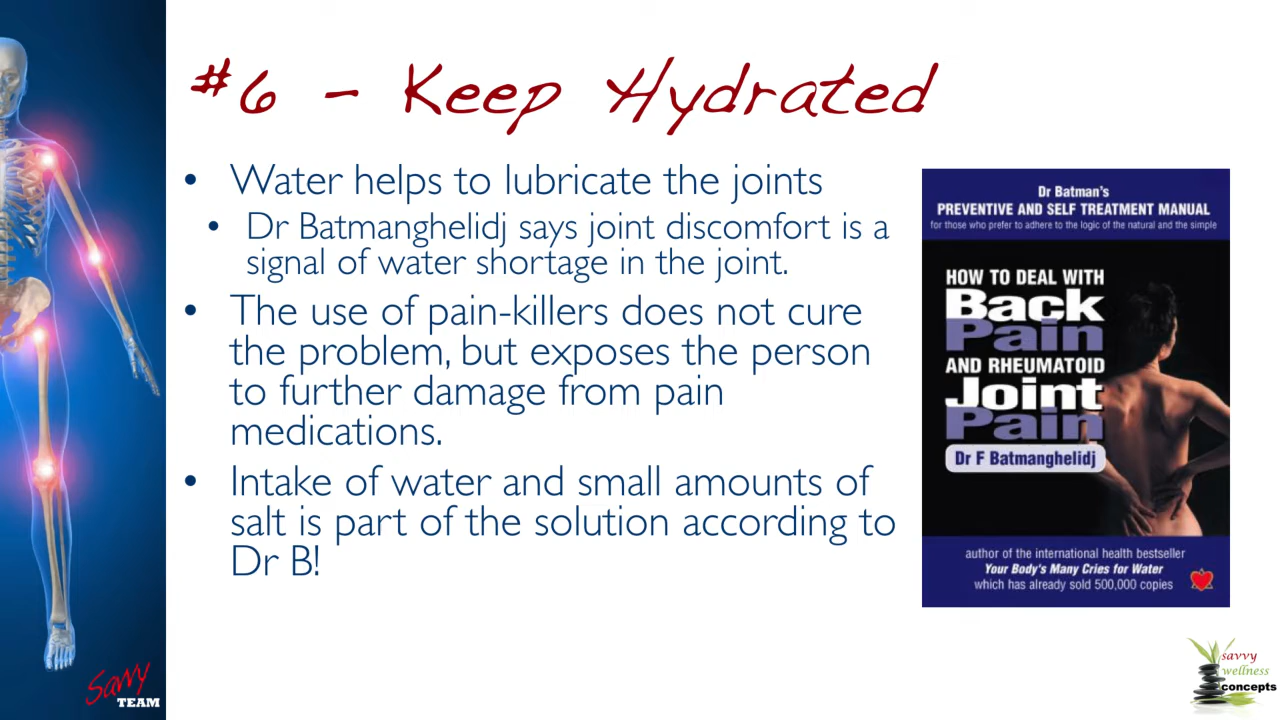 #6 - Keep Hydrated
• Water helps to lubricate the joints
• Dr Batmanghelidj says joint discomfort is a
signal of water shortage in the joint.
• The use of pain-killers does not cure
the problem, but exposes the person
to further damage from pain
medications.
• Intake of water and small amounts of
salt is part of the solution according to
Dr B!
Dr Batman's
PREVENTIVE AND SELF TREATMENT MANUAL
for those who prefer to adhere to the logic of the natural and the simple
HOW TO DEAL WITH
Back
Pain
AND RHEUMATOID
Joint
Pain
Dr F Batmanghelidj
author of the international health bestseller
Your Body's Many Cries for Water
which has already sold 500,000 copies
Savvy
TEAM
savvy
wellness
concepts